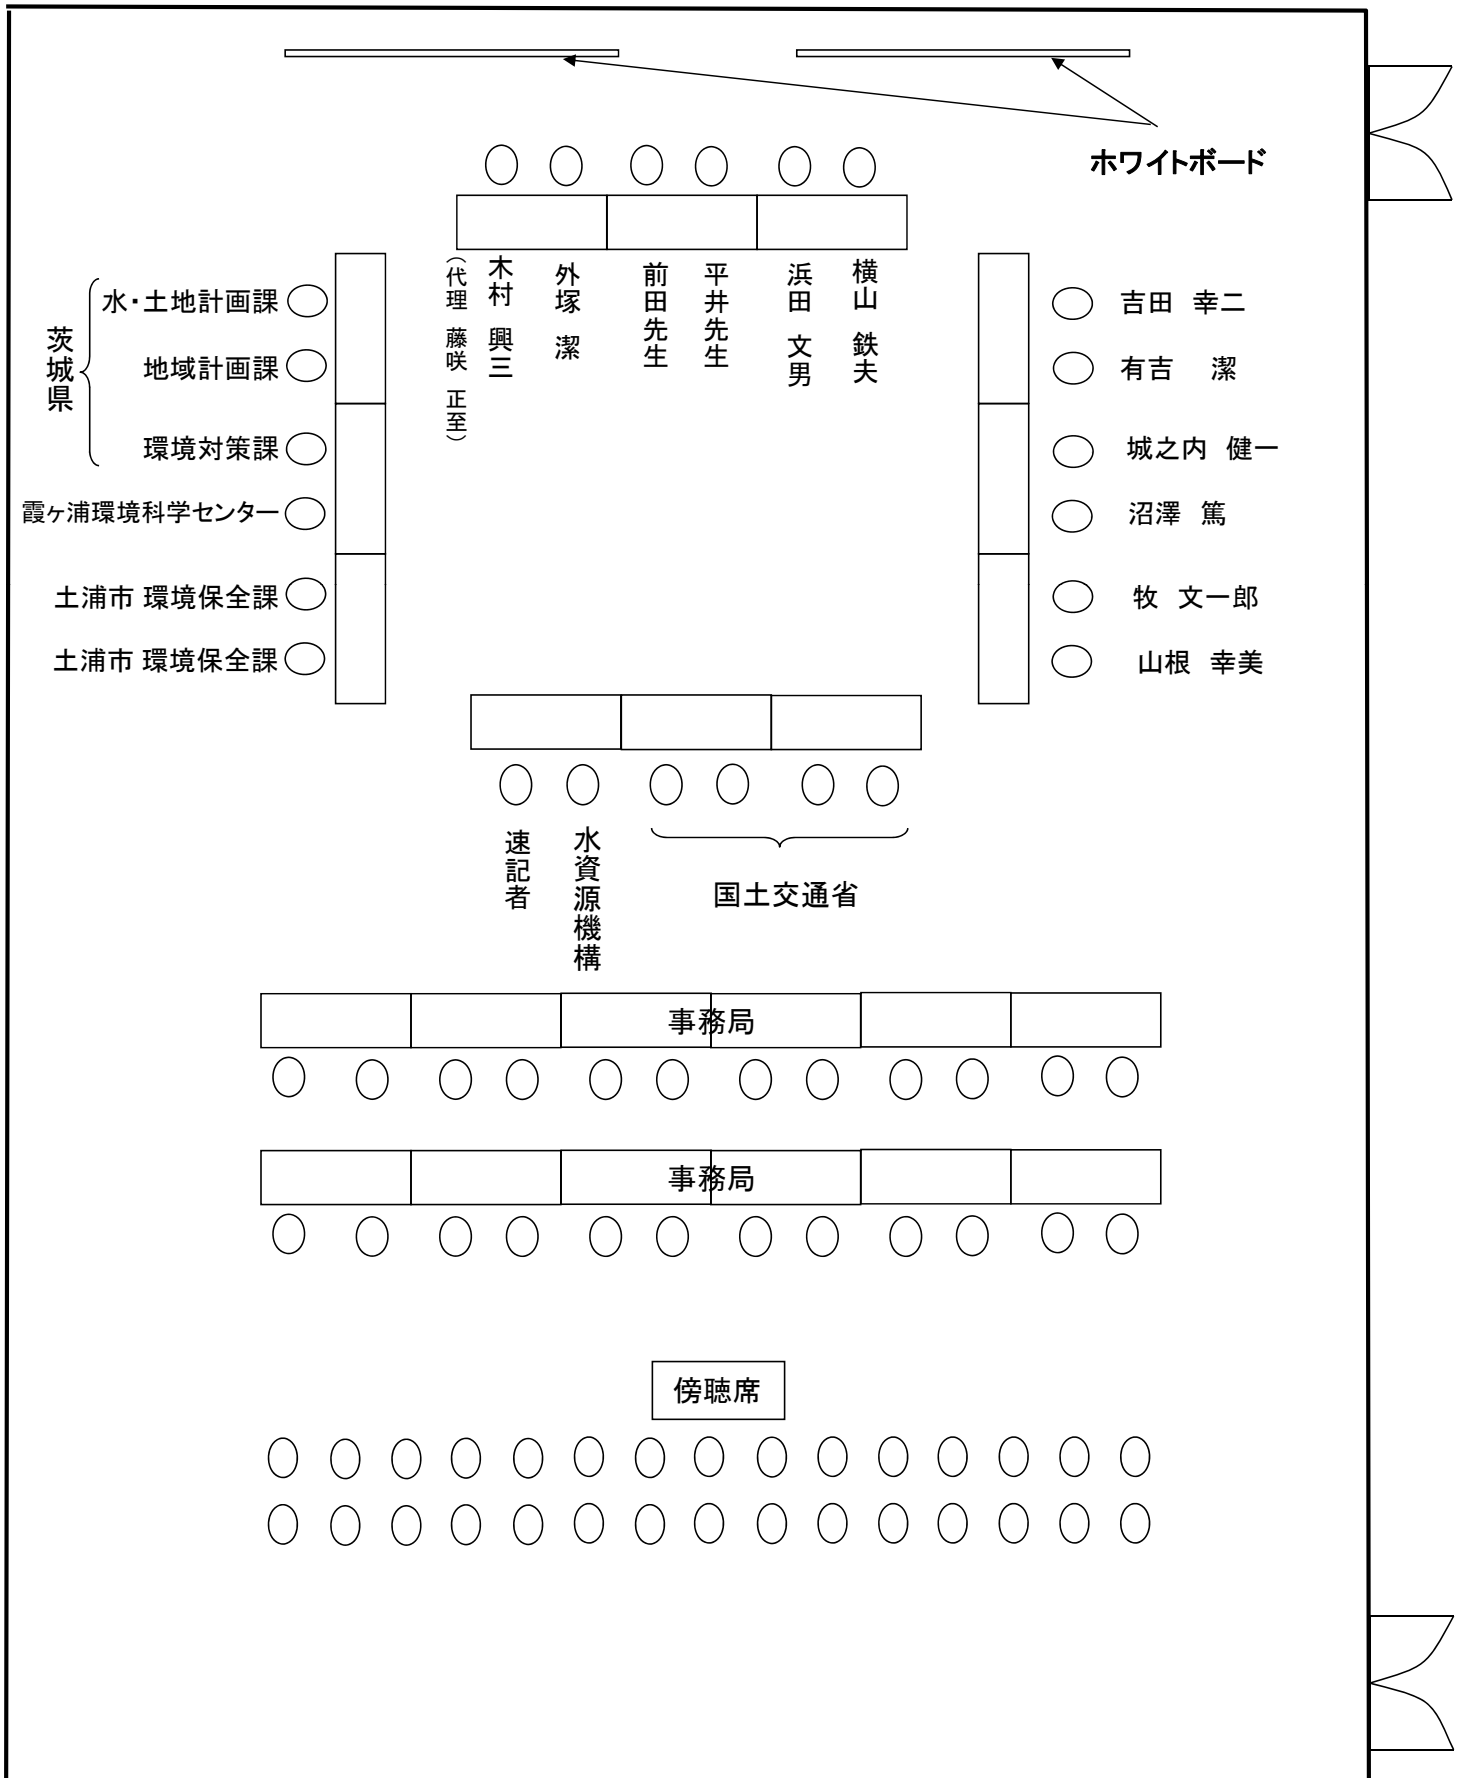 ホワイトボード
(代理 藤咲 正至)
木村 興三
外塚 潔
前田先生
平井先生
浜田 文男
横山 鉄夫
茨城県
水・土地計画課
地域計画課
環境対策課
霞ヶ浦環境科学センター
土浦市 環境保全課
土浦市 環境保全課
吉田 幸二
有吉 潔
城之内 健一
沼澤 篤
牧 文一郎
山根 幸美
速記者
水資源機構
国土交通省
事務局
事務局
傍聴席